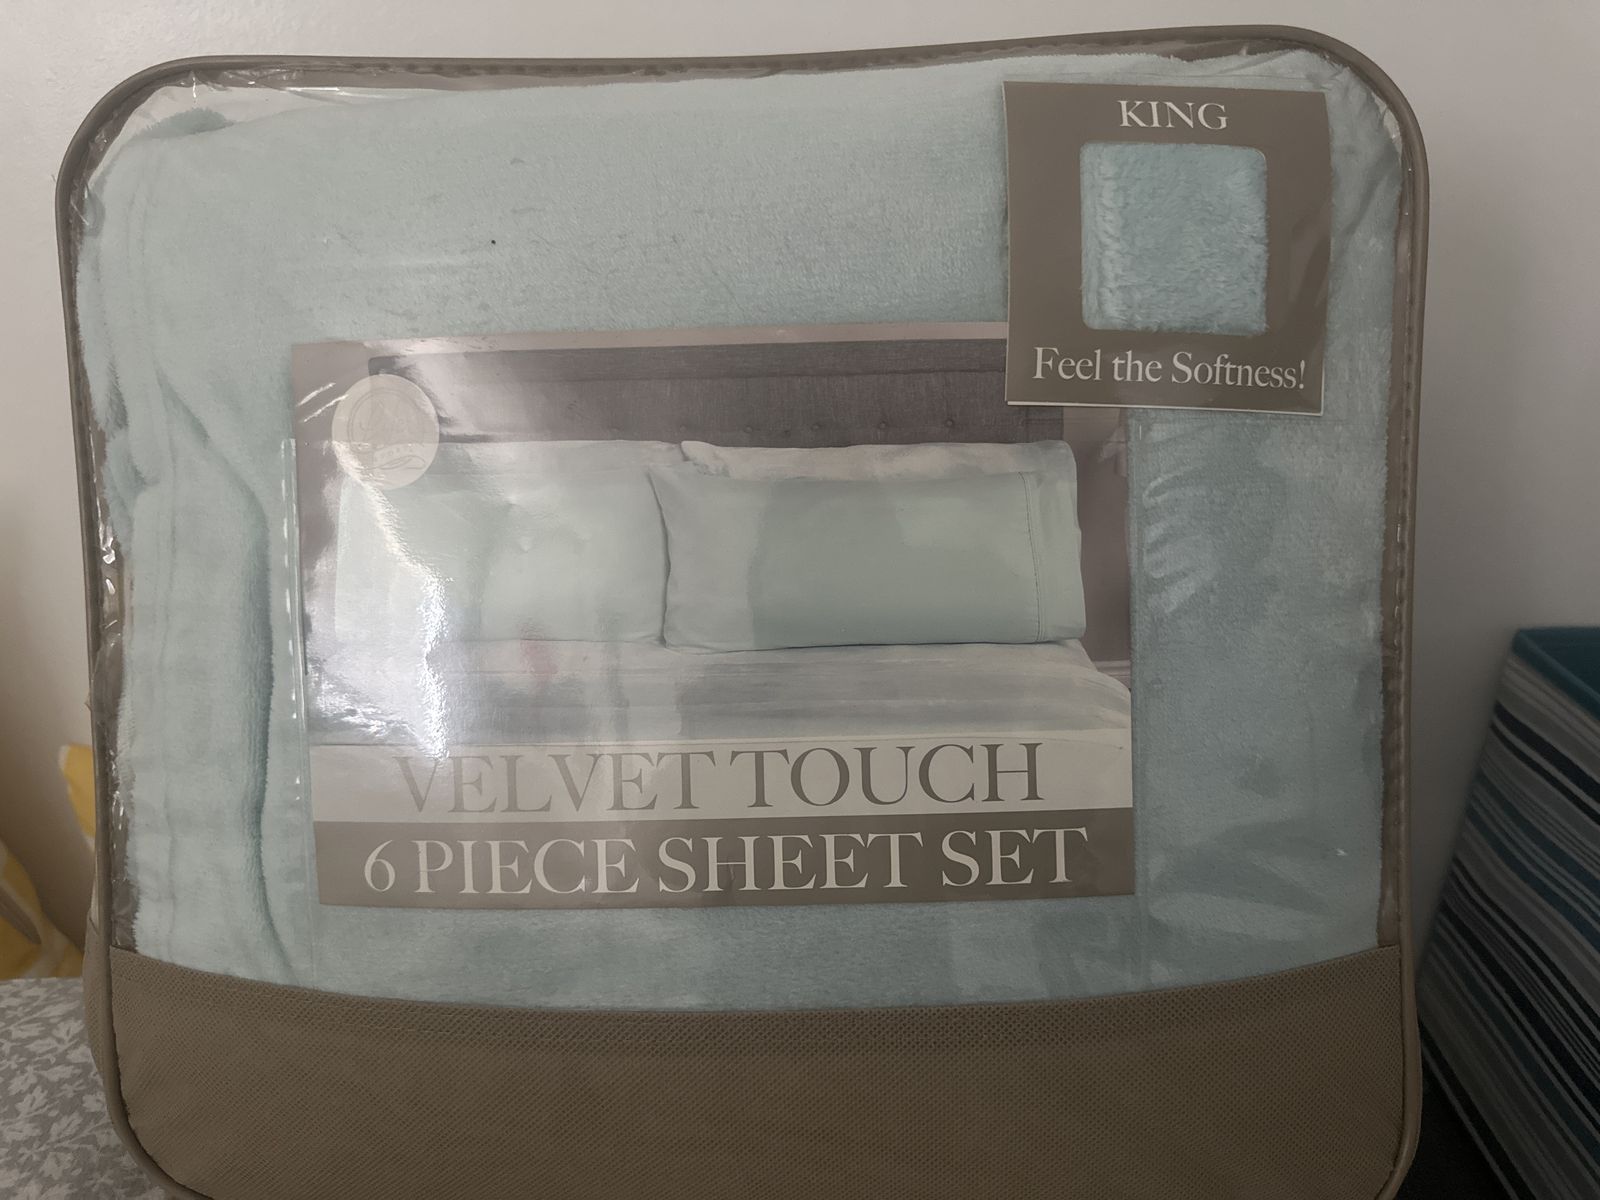 KING
Feel the Softness!
VELVET TOUCH
6 PIECE SHEET SET